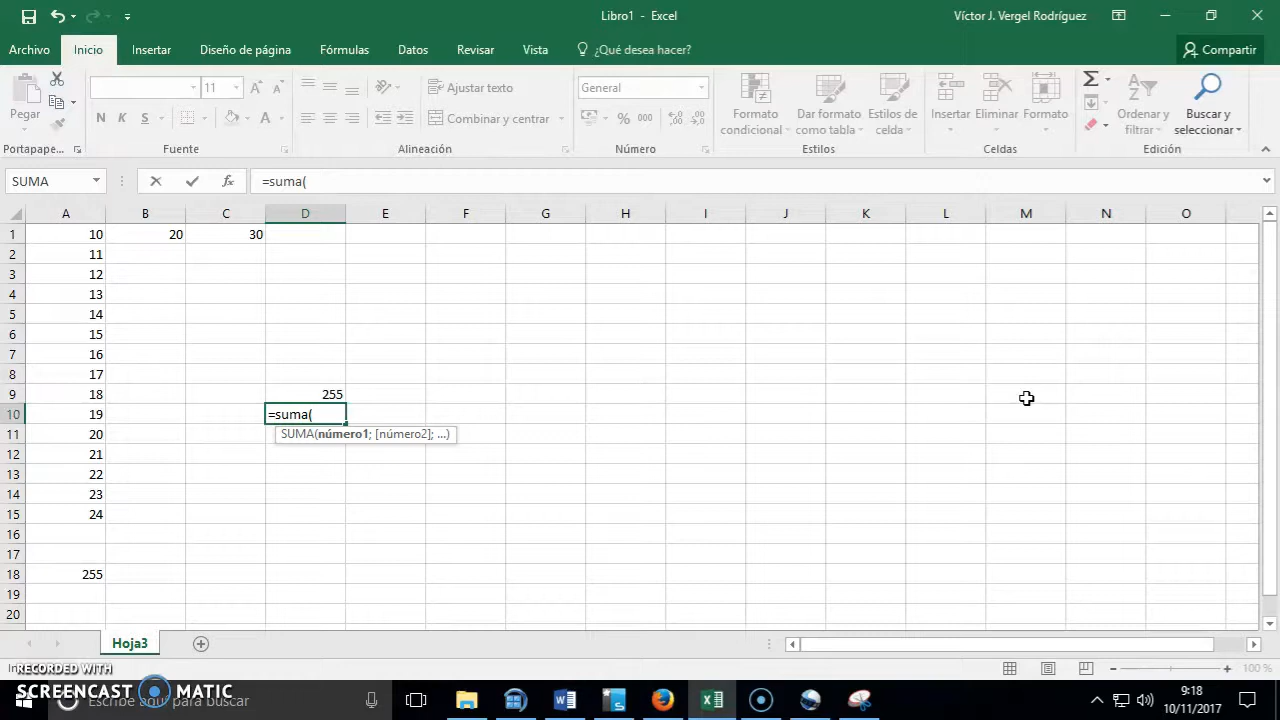 Libro1 - Excel
Víctor J. Vergel Rodríguez
Archivo Inicio Insertar Diseño de página Fórmulas Datos Revisar Vista ¿Qué desea hacer? Compartir
Pegar
11
N K S
A A A
Ajustar texto
Combinar y centrar
General
% 000
Formato condicional
Dar formato como tabla
Estilos de celda
Insertar Eliminar Formato
Σ
Ordenar y filtrar
Buscar y seleccionar
Portapape... Fuente Alineación Número Estilos Celdas Edición
SUMA fx =suma(
A B C D E F G H I J K L M N O
1 10 20 30
2 11
3 12
4 13
5 14
6 15
7 16
8 17
9 18 255
10 19 =suma(
11 20 SUMA(número1; [número2]; ...)
12 21
13 22
14 23
15 24
16
17
18 255
19
20
Hoja3
RECORDED WITH
100 %
SCREENCAST MATIC
Escribe aquí para buscar
9:18
10/11/2017